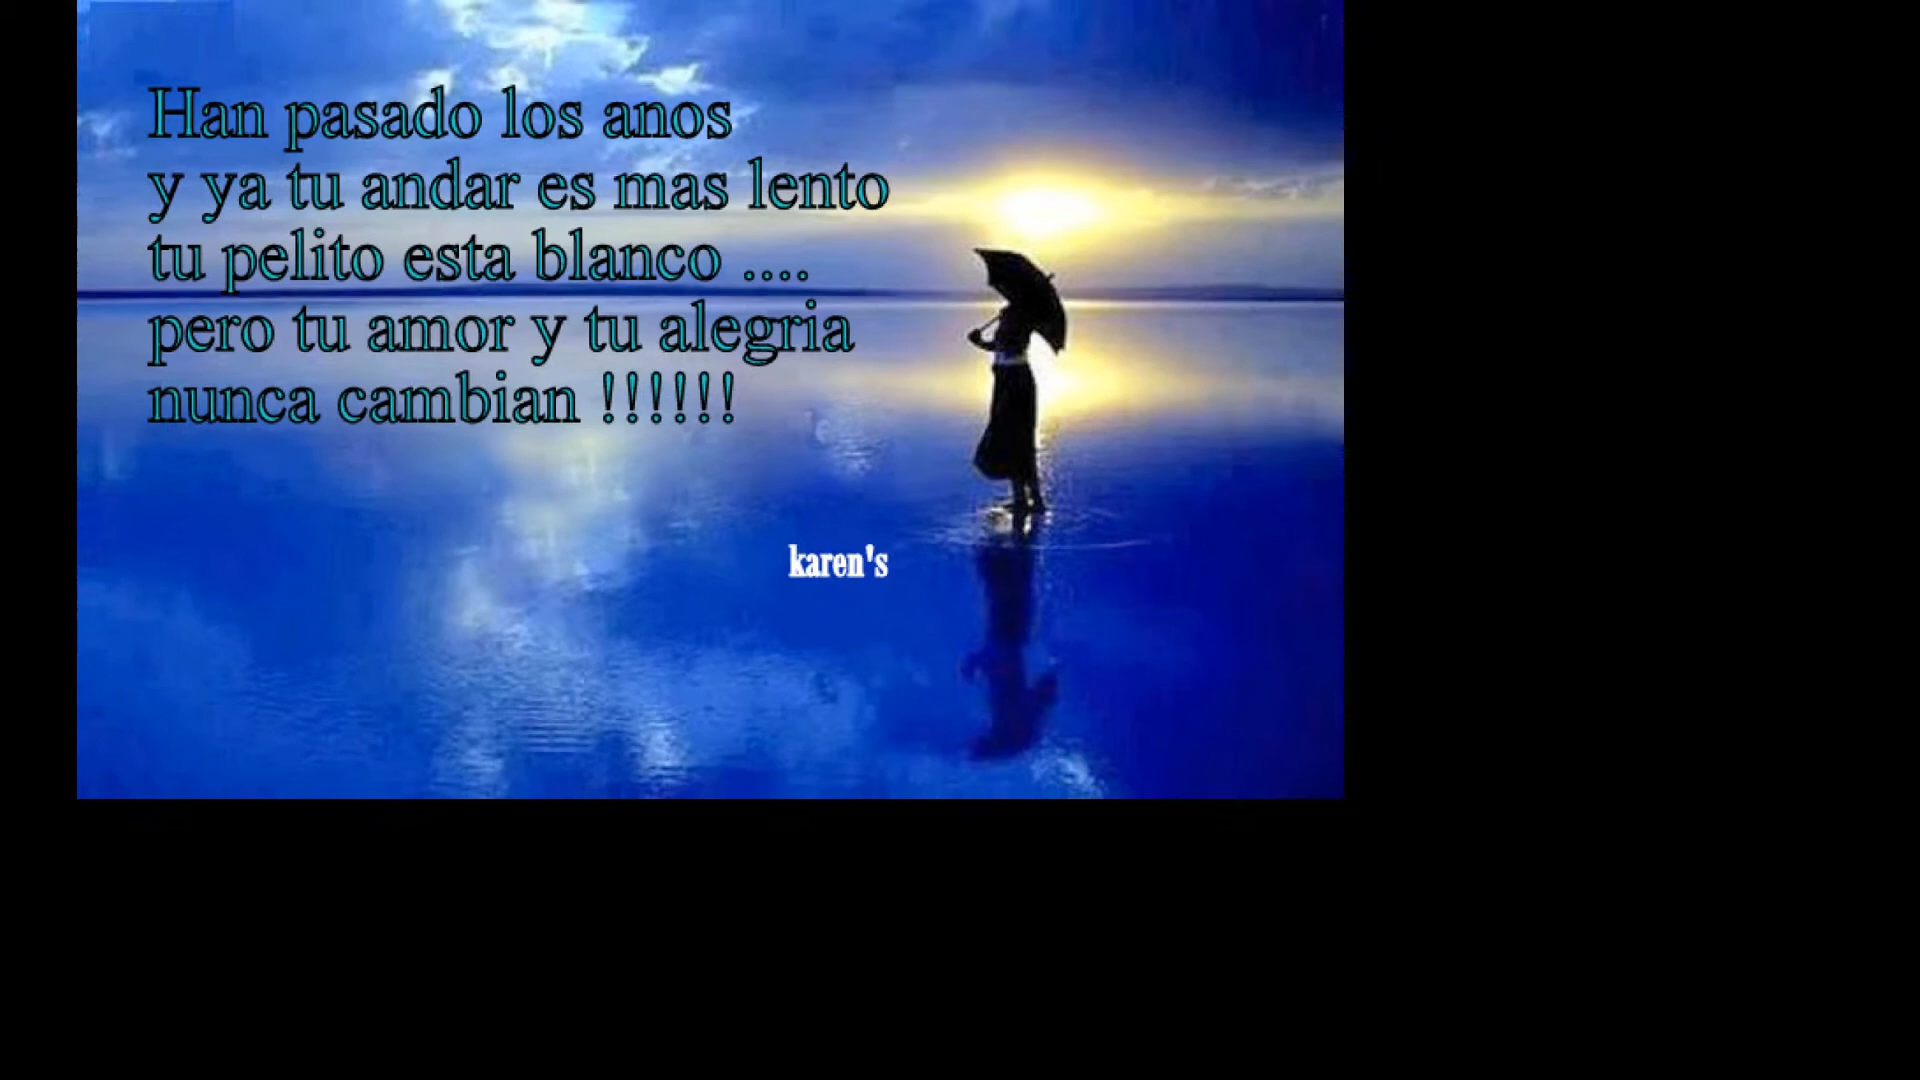 Han pasado los anos
y ya tu andar es mas lento
tu pelito esta blanco ....
pero tu amor y tu alegria
nunca cambian !!!!!!
karen's